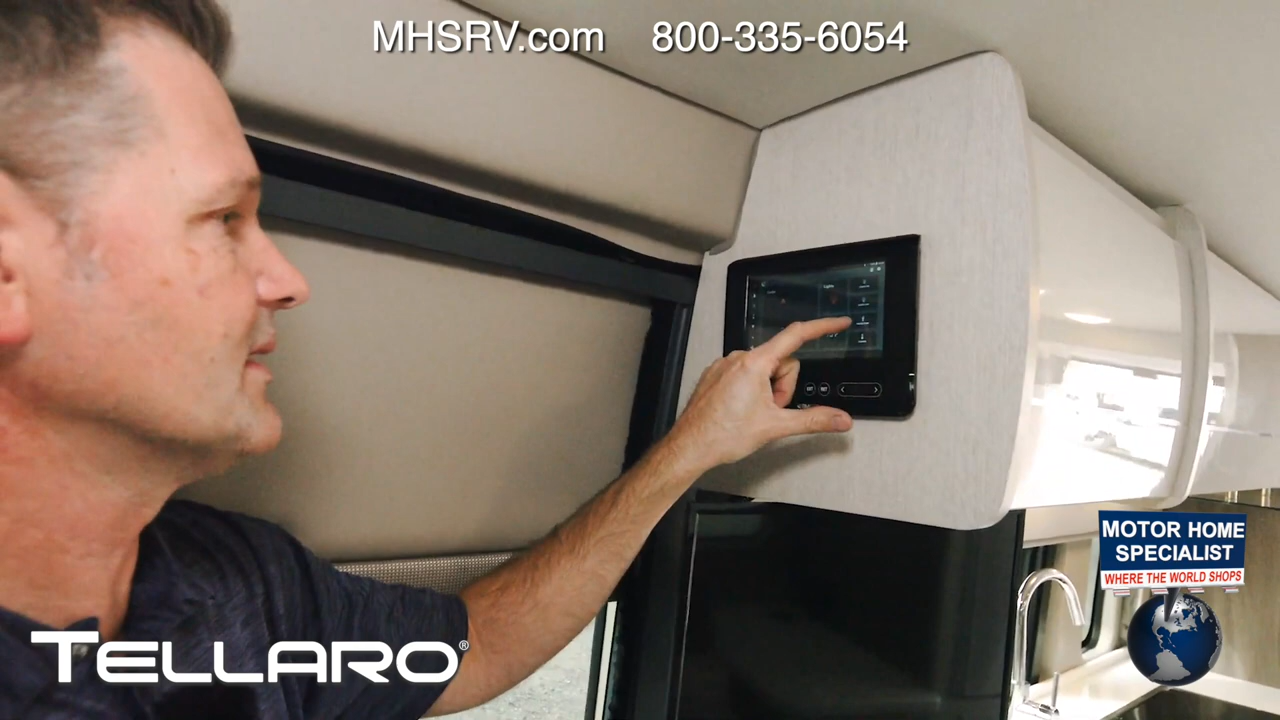 MHSRV.com 800-335-6054
MOTOR HOME
SPECIALIST
WHERE THE WORLD SHOPS
TELLARO®